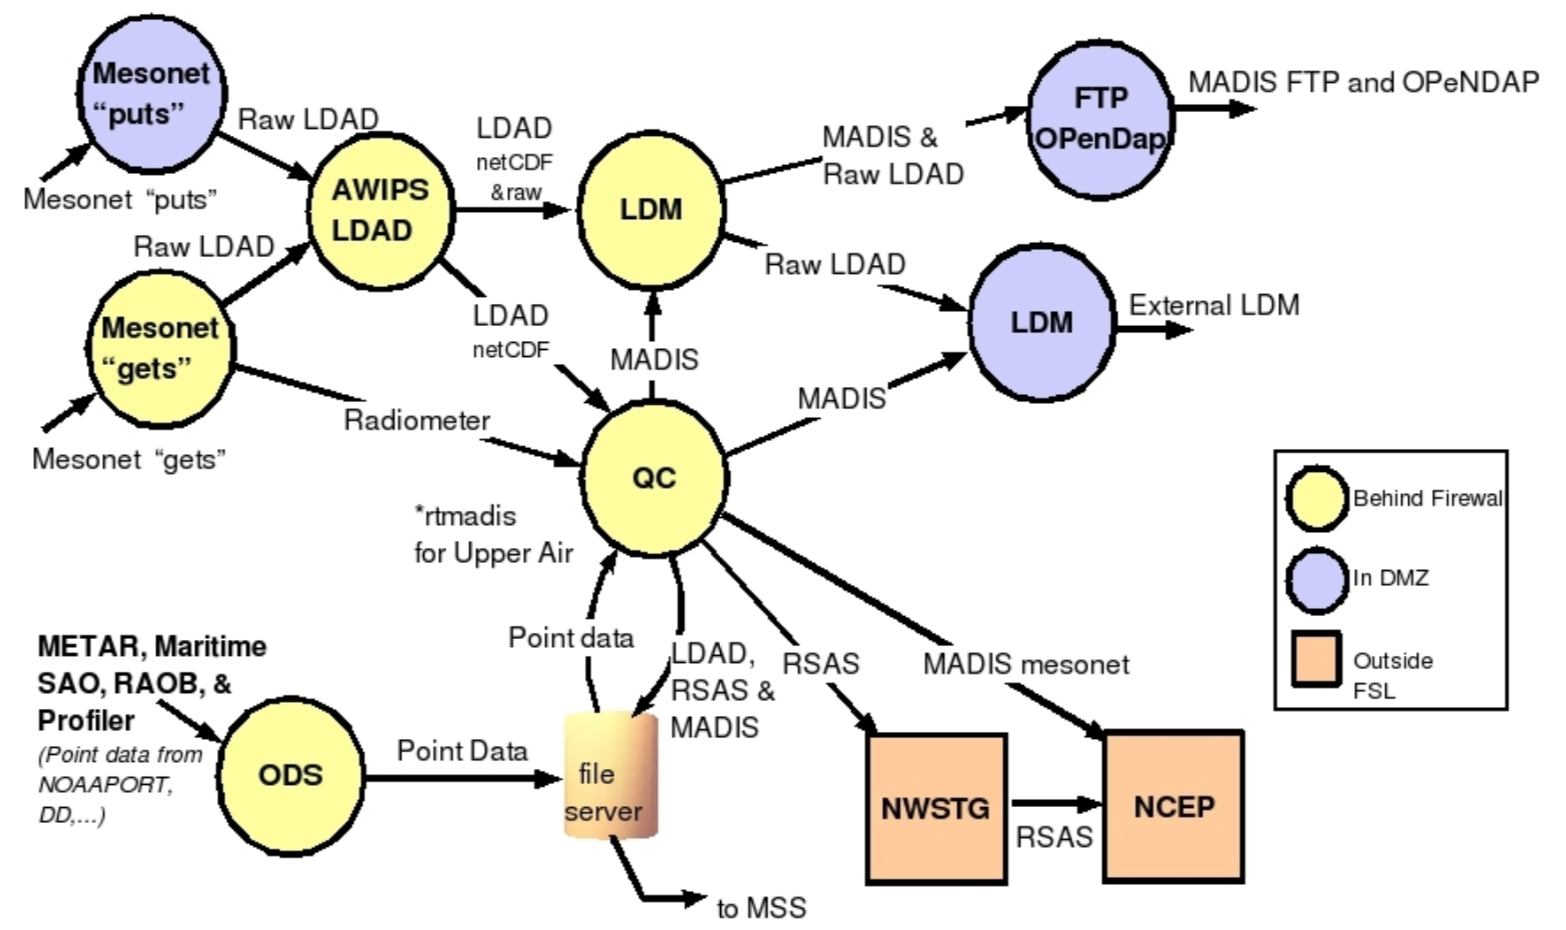 Mesonet
“puts”
Mesonet “puts”
Raw LDAD
AWIPS
LDAD
Raw LDAD
Mesonet
“gets”
Mesonet “gets”
LDAD
netCDF
&raw
LDM
MADIS &
Raw LDAD
FTP
OPenDap
MADIS FTP and OPeNDAP
Raw LDAD
LDM
External LDM
LDAD
netCDF
MADIS
MADIS
Radiometer
QC
*rtmadis
for Upper Air
Behind Firewal
In DMZ
Outside
FSL
METAR, Maritime
SAO, RAOB, &
Profiler
(Point data from
NOAAPORT,
DD,...)
ODS
Point Data
Point data
LDAD,
RSAS &
MADIS
file
server
to MSS
RSAS
MADIS mesonet
NWSTG
RSAS
NCEP